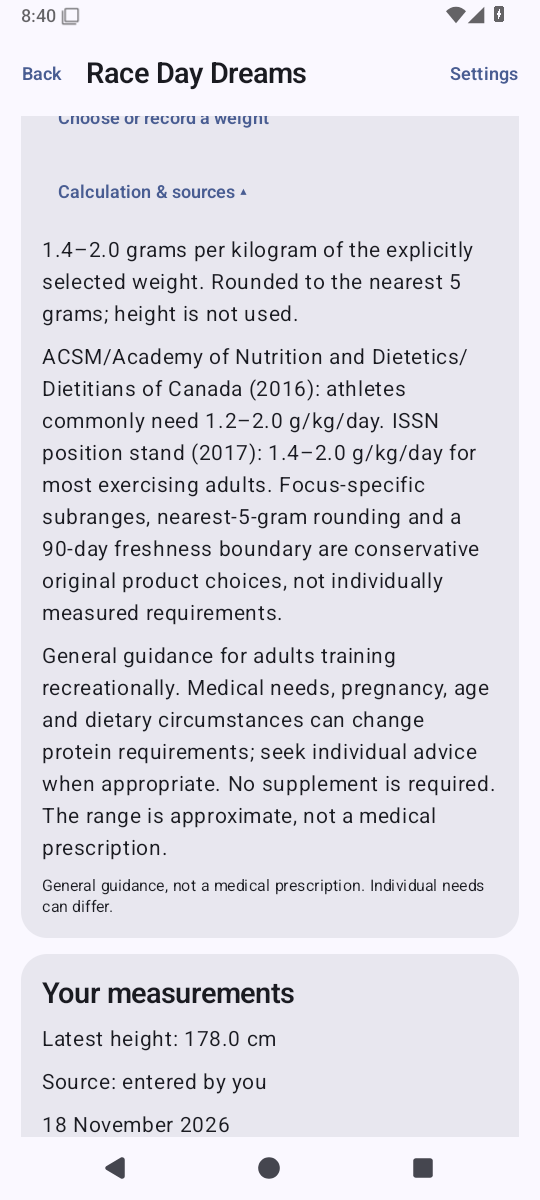 8:40
Back
Race Day Dreams
Settings
Choose or record a weight
Calculation & sources ▴
1.4–2.0 grams per kilogram of the explicitly
selected weight. Rounded to the nearest 5
grams; height is not used.
ACSM/Academy of Nutrition and Dietetics/
Dietitians of Canada (2016): athletes
commonly need 1.2–2.0 g/kg/day. ISSN
position stand (2017): 1.4–2.0 g/kg/day for
most exercising adults. Focus-specific
subranges, nearest-5-gram rounding and a
90-day freshness boundary are conservative
original product choices, not individually
measured requirements.
General guidance for adults training
recreationally. Medical needs, pregnancy, age
and dietary circumstances can change
protein requirements; seek individual advice
when appropriate. No supplement is required.
The range is approximate, not a medical
prescription.
General guidance, not a medical prescription. Individual needs
can differ.
Your measurements
Latest height: 178.0 cm
Source: entered by you
18 November 2026